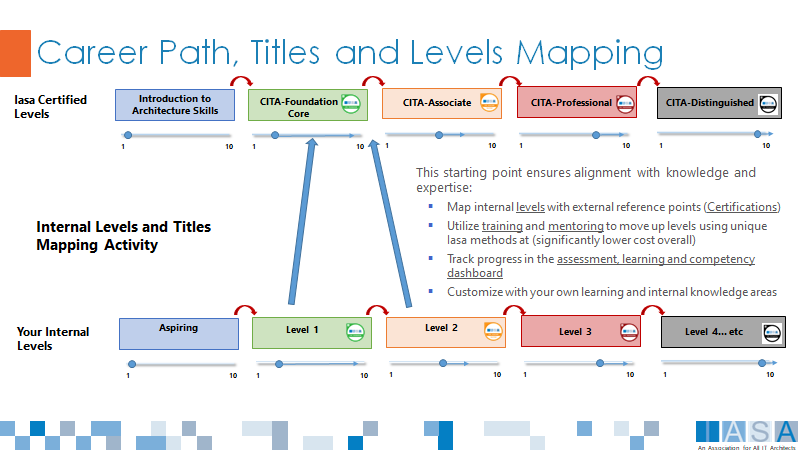 Career Path, Titles and Levels Mapping
Iasa Certified
Levels
Introduction to
Architecture Skills
CITA-Foundation
Core
CITA-Associate
CITA-Professional
CITA-Distinguished
1 10
1 10
1 10
1 10
1 10
This starting point ensures alignment with knowledge and
expertise:
Map internal levels with external reference points (Certifications)
Utilize training and mentoring to move up levels using unique
Iasa methods at (significantly lower cost overall)
Track progress in the assessment, learning and competency
dashboard
Customize with your own learning and internal knowledge areas
Internal Levels and Titles
Mapping Activity
Your Internal
Levels
Aspiring
Level 1
Level 2
Level 3
Level 4... etc
1 10
1 10
1 10
1 10
1 10
IASA
An Association for All IT Architects